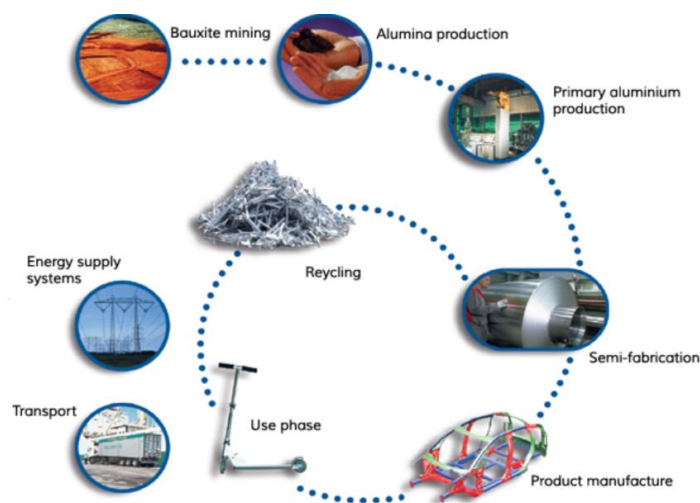 Bauxite mining
Alumina production
Primary aluminium
production
Reycling
Energy supply
systems
Semi-fabrication
Transport
Use phase
Product manufacture